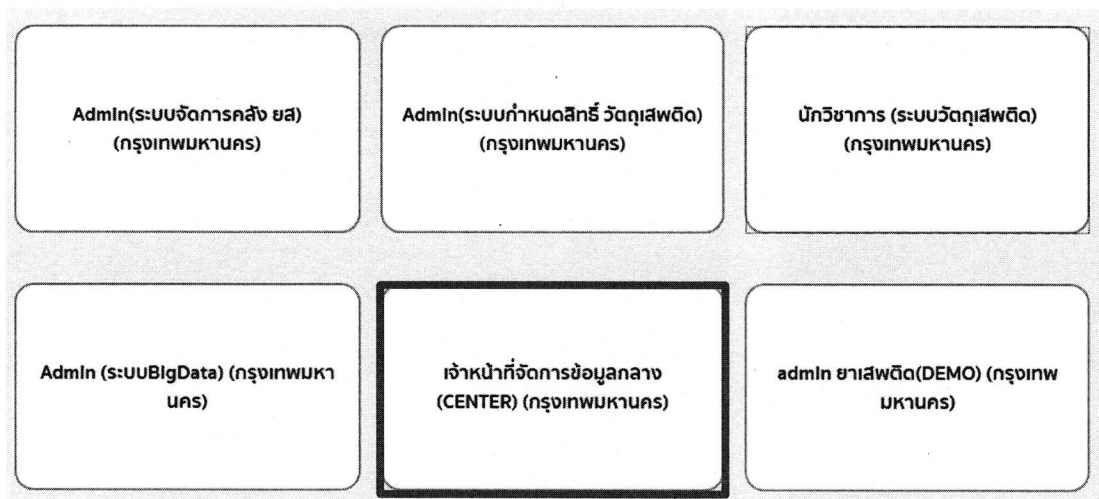 Admin(ระบบจัดการคลัง ยส)
(กรุงเทพมหานคร)
Admin(ระบบกำหนดสิทธิ์ วัตถุเสพติด)
(กรุงเทพมหานคร)
นักวิชาการ (ระบบวัตถุเสพติด)
(กรุงเทพมหานคร)
Admin (ระบบBigData) (กรุงเทพมหา
นคร)
เจ้าหน้าที่จัดการข้อมูลกลาง
(CENTER) (กรุงเทพมหานคร)
admin ยาเสพติด(DEMO) (กรุงเทพ
มหานคร)